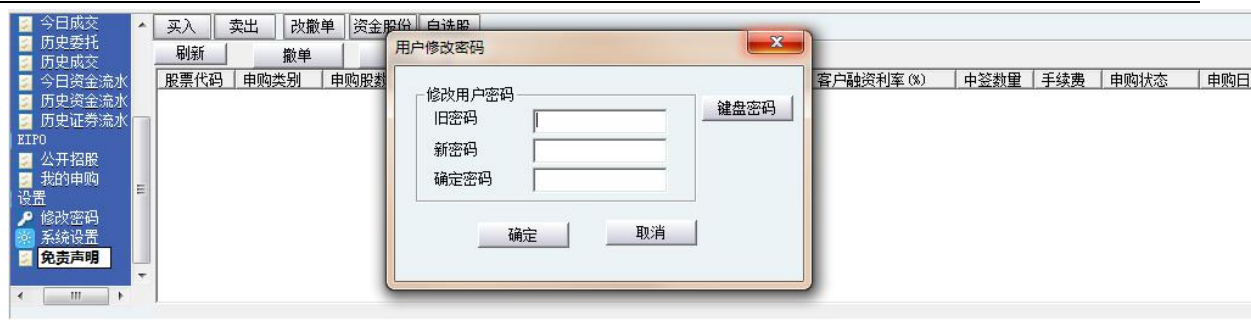 今日成交
历史委托
历史成交
今日资金流水
历史资金流水
历史证券流水
EIPO
公开招股
我的申购
设置
修改密码
系统设置
免责声明
买入 卖出 改撤单 资金股份 自选股
刷新 撤单
股票代码 申购类别 申购股数 客户融资利率(%) 中签数量 手续费 申购状态 申购日
用户修改密码
修改用户密码
旧密码
新密码
确定密码
键盘密码
确定 取消